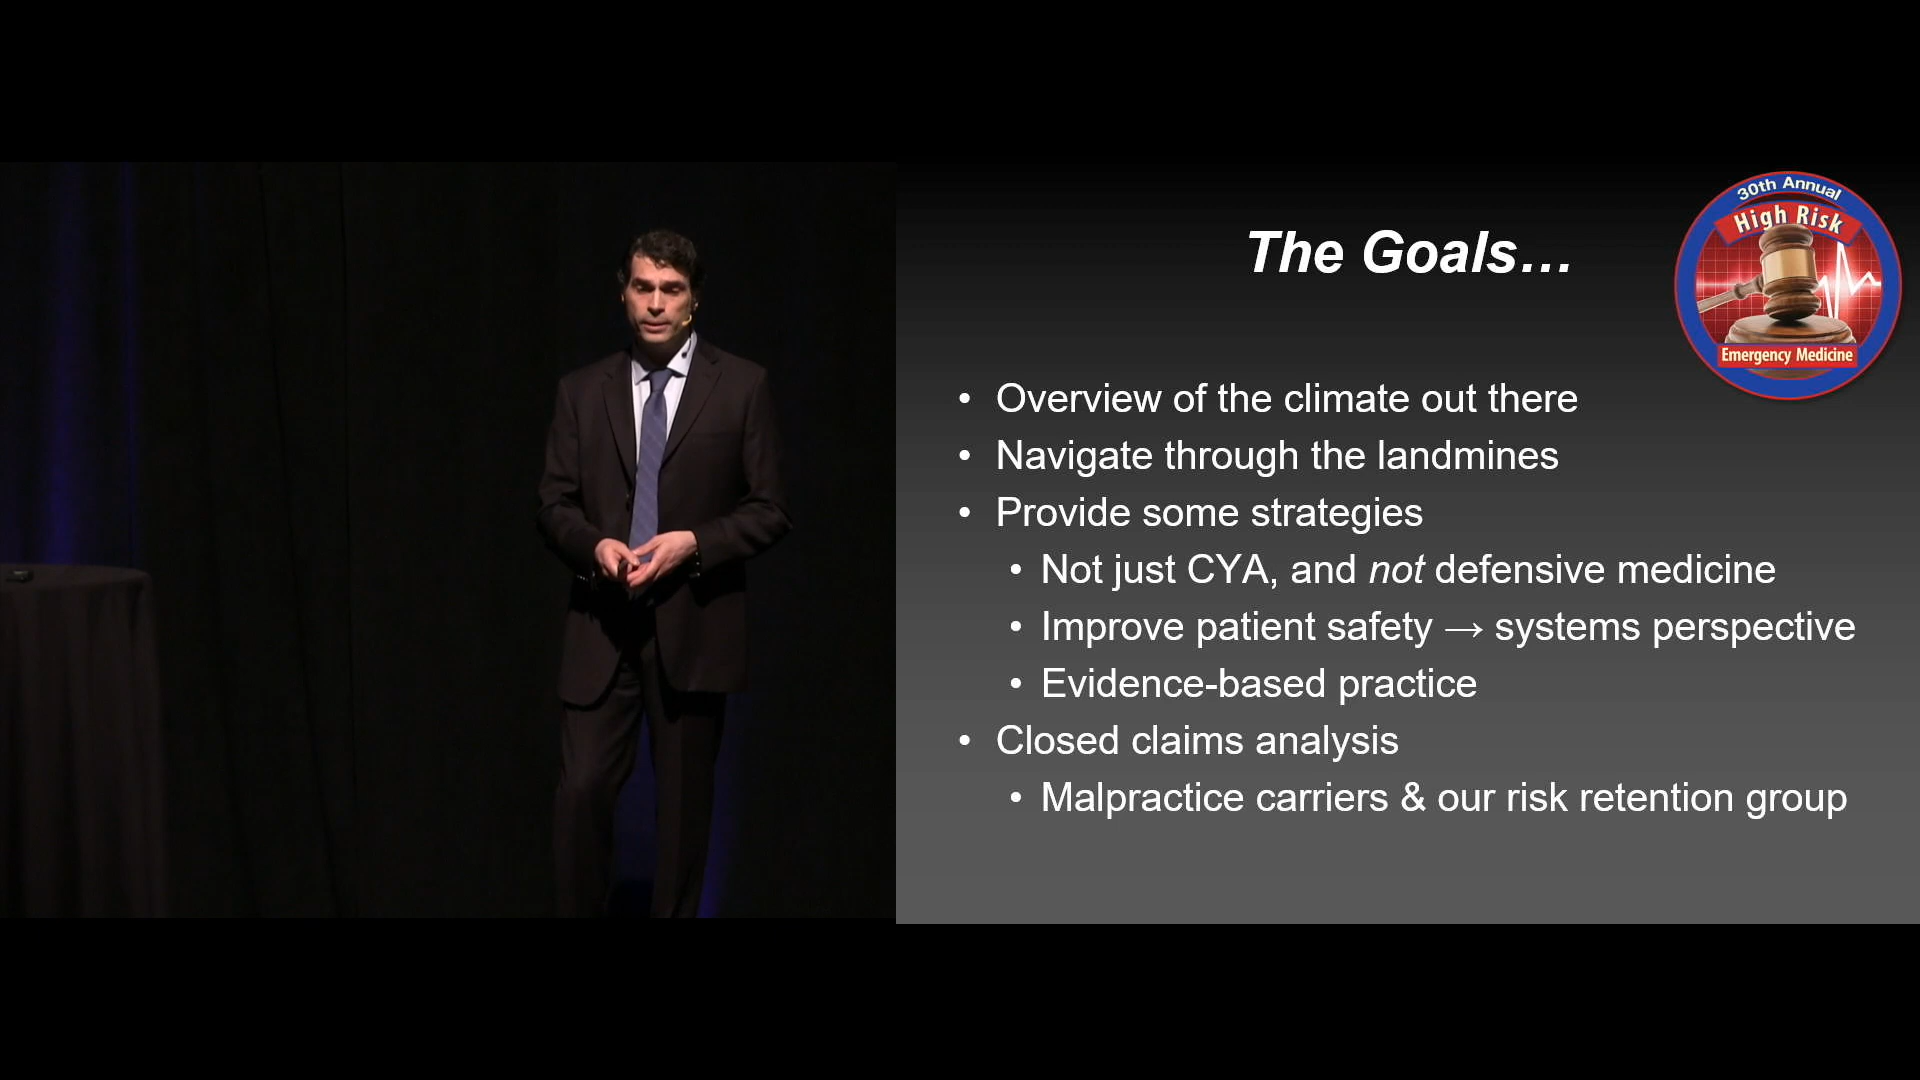 The Goals…
30th Annual
High Risk
Emergency Medicine
• Overview of the climate out there
• Navigate through the landmines
• Provide some strategies
• Not just CYA, and not defensive medicine
• Improve patient safety → systems perspective
• Evidence-based practice
• Closed claims analysis
• Malpractice carriers & our risk retention group